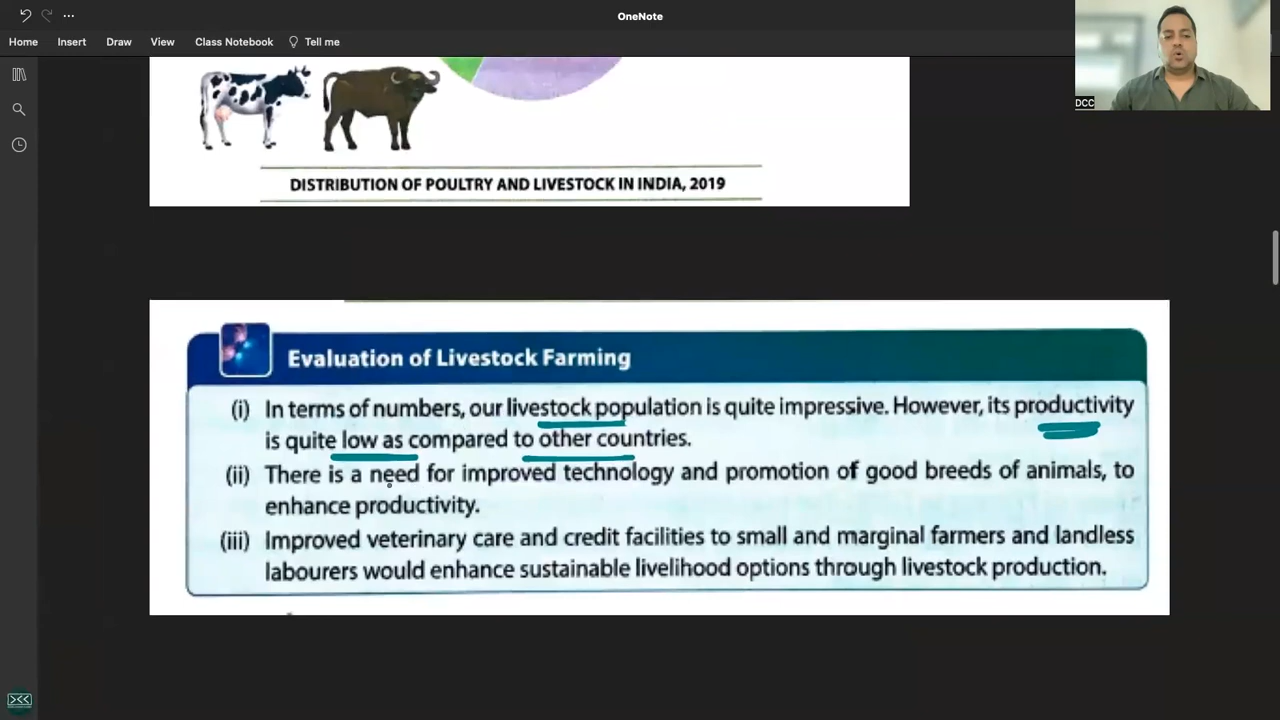 OneNote
Home Insert Draw View Class Notebook Tell me
DCC
DISTRIBUTION OF POULTRY AND LIVESTOCK IN INDIA, 2019
Evaluation of Livestock Farming
(i) In terms of numbers, our livestock population is quite impressive. However, its productivity
is quite low as compared to other countries.
(ii) There is a need for improved technology and promotion of good breeds of animals, to
enhance productivity.
(iii) Improved veterinary care and credit facilities to small and marginal farmers and landless
labourers would enhance sustainable livelihood options through livestock production.